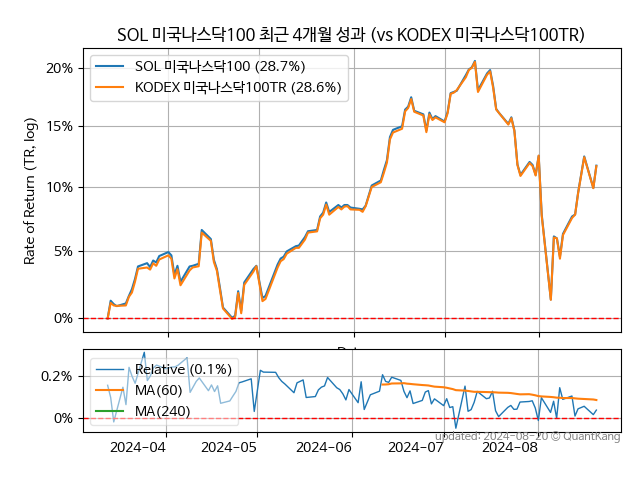 SOL 미국나스닥100 최근 4개월 성과 (vs KODEX 미국나스닥100TR)
Rate of Return (TR, log)
20%
15%
10%
5%
0%
SOL 미국나스닥100 (28.7%)
KODEX 미국나스닥100TR (28.6%)
0.2%
0%
Relative (0.1%)
MA(60)
MA(240)
2024-04
2024-05
2024-06
2024-07
2024-08
updated: 2024-08-20 © QuantKang